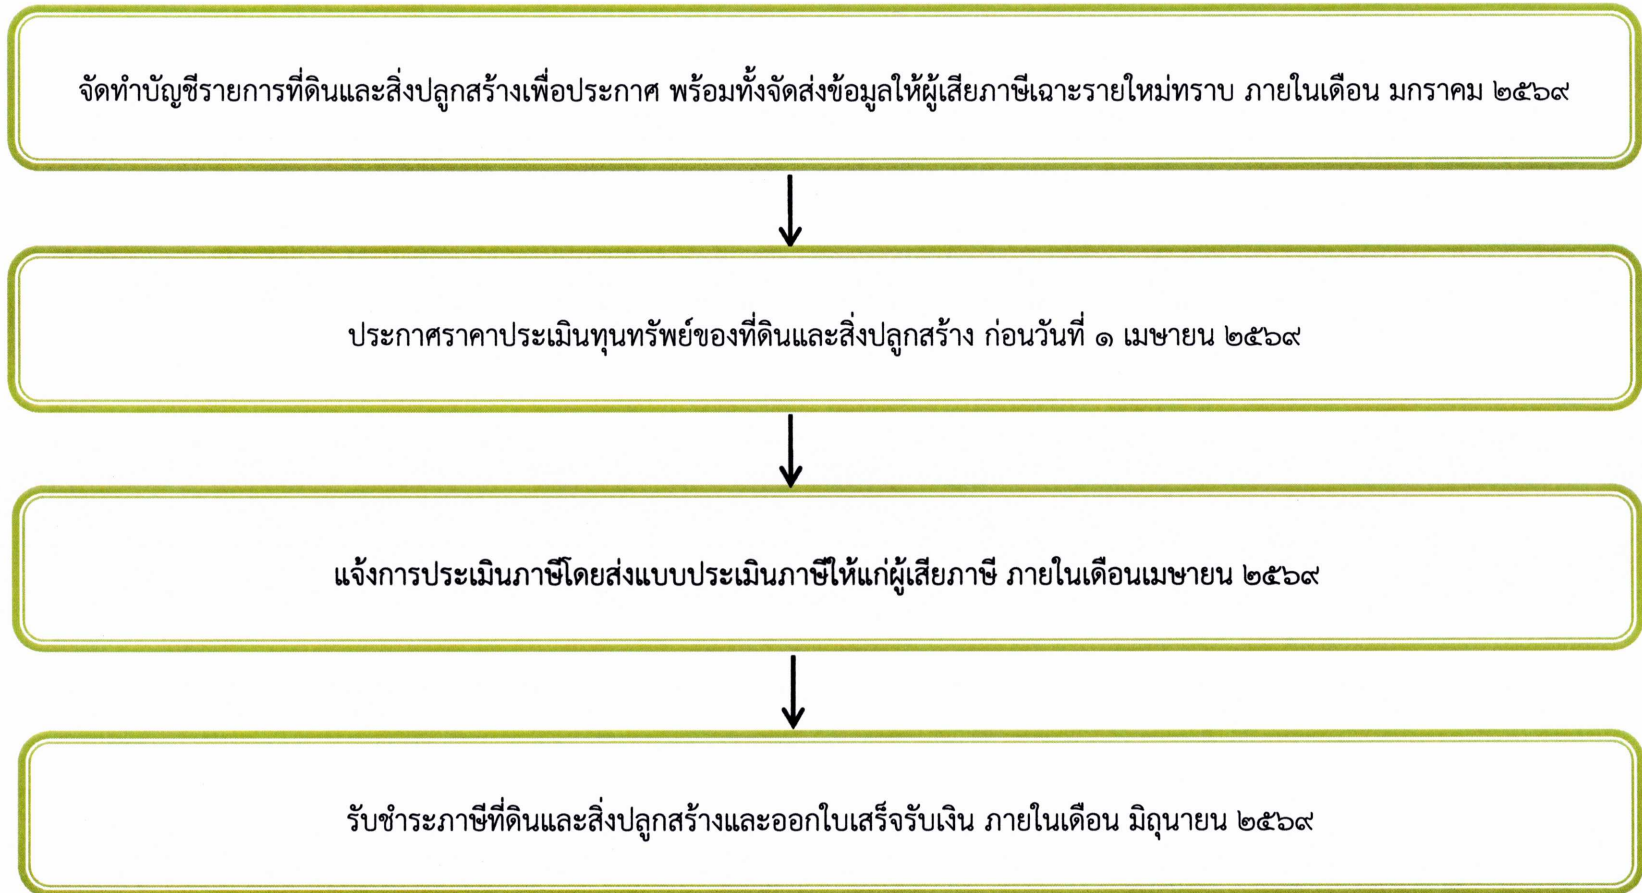 จัดทำบัญชีรายการที่ดินและสิ่งปลูกสร้างเพื่อประกาศ พร้อมทั้งจัดส่งข้อมูลให้ผู้เสียภาษีเฉาะรายใหม่ทราบ ภายในเดือน มกราคม ๒๕๖๙
ประกาศราคาประเมินทุนทรัพย์ของที่ดินและสิ่งปลูกสร้าง ก่อนวันที่ ๑ เมษายน ๒๕๖๙
แจ้งการประเมินภาษีโดยส่งแบบประเมินภาษีให้แก่ผู้เสียภาษี ภายในเดือนเมษายน ๒๕๖๙
รับชำระภาษีที่ดินและสิ่งปลูกสร้างและออกใบเสร็จรับเงิน ภายในเดือน มิถุนายน ๒๕๖๙